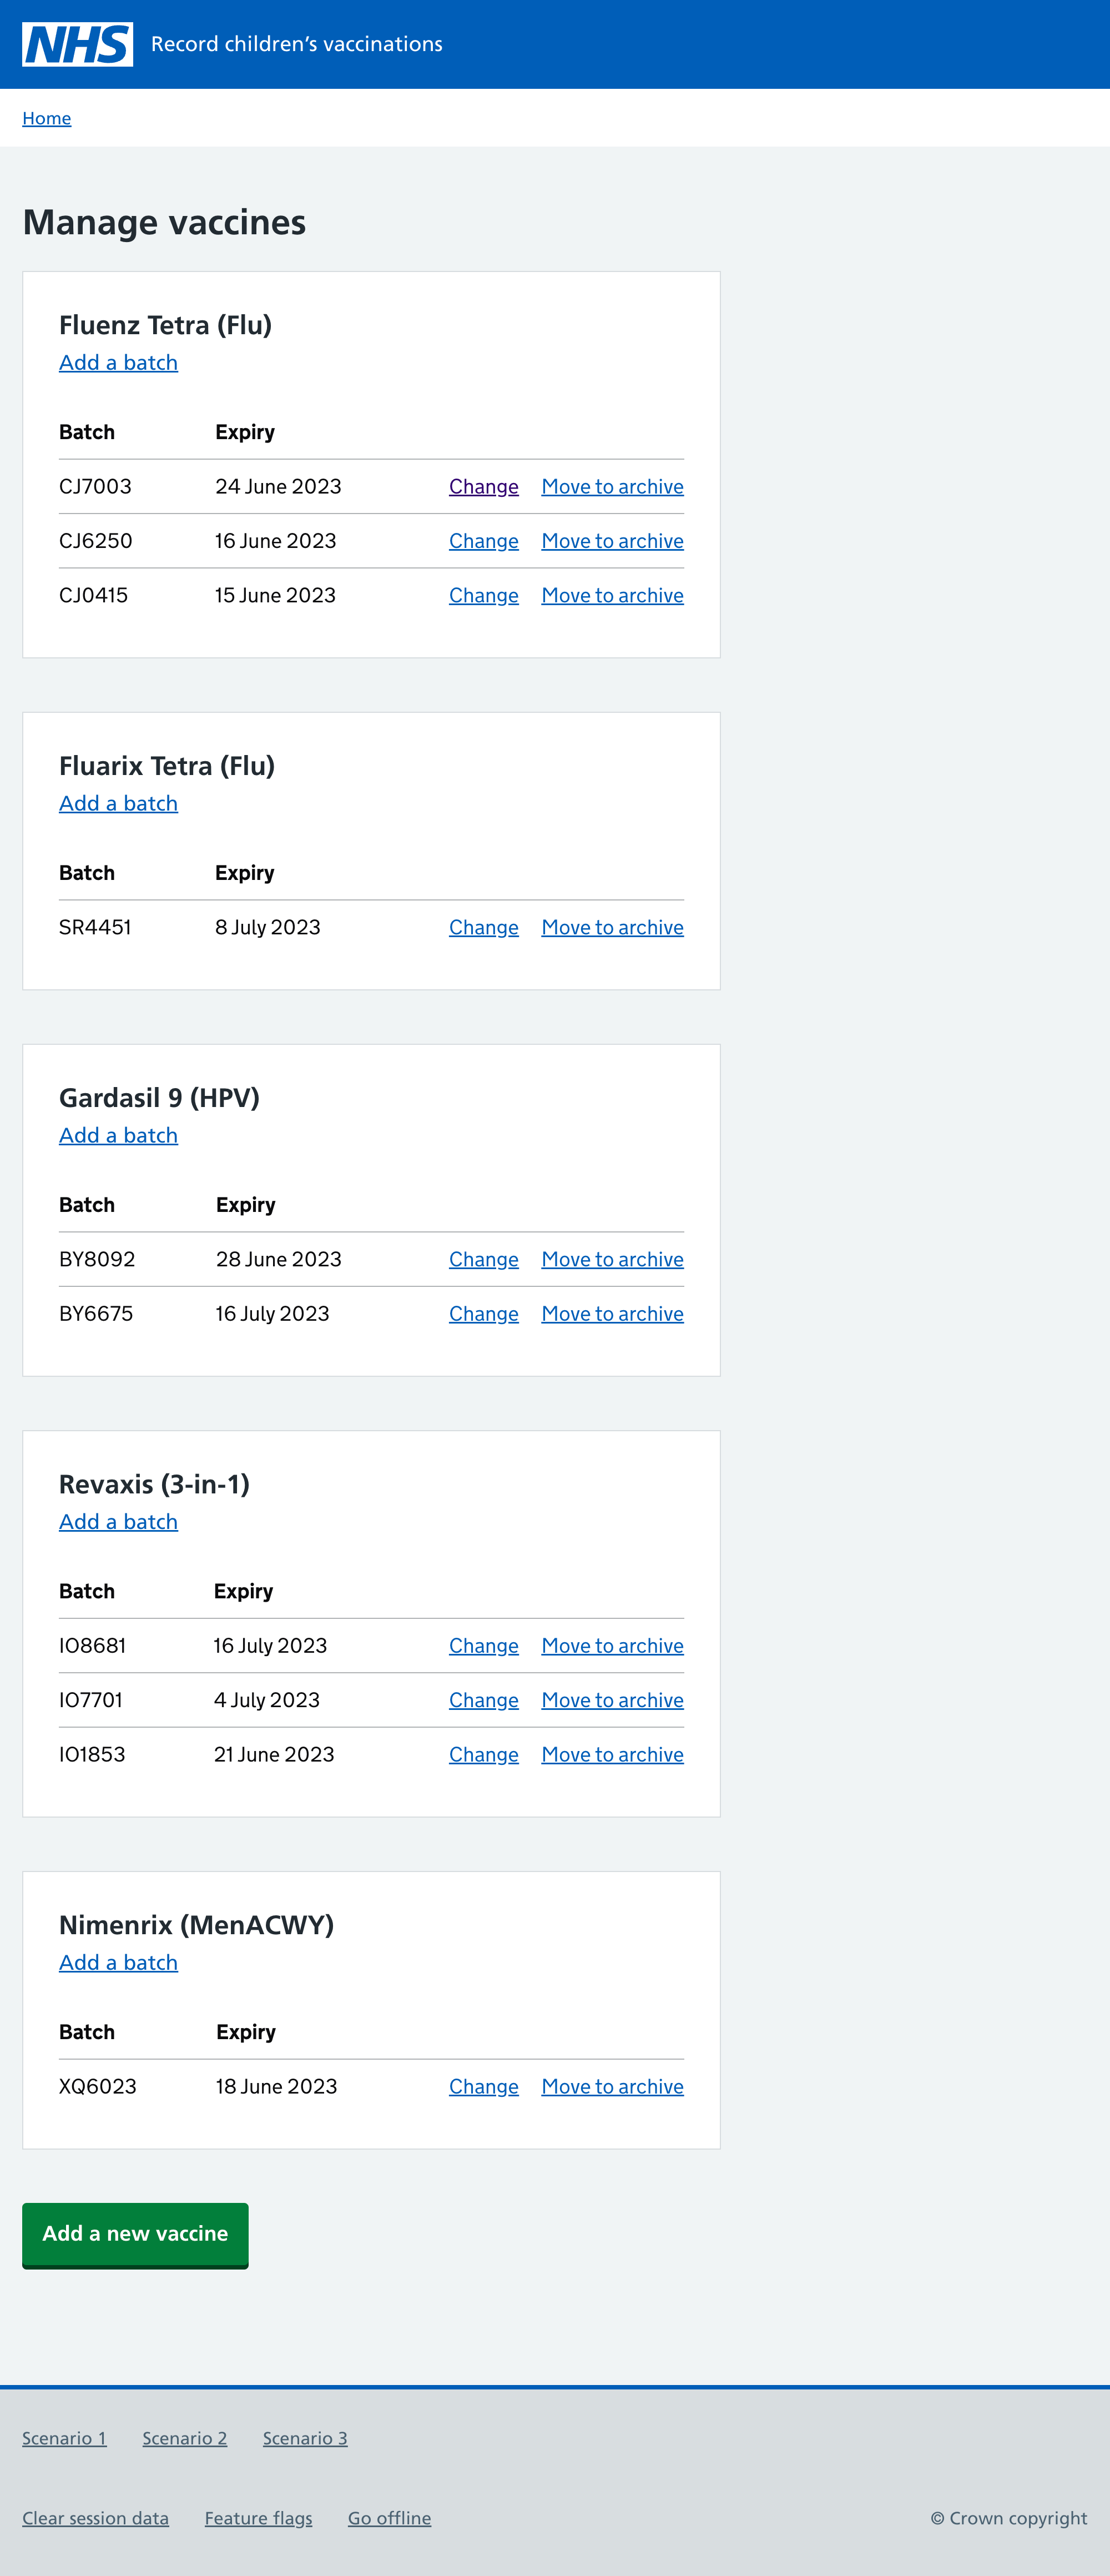 NHS Record children’s vaccinations
Home
Manage vaccines
Fluenz Tetra (Flu)
Add a batch
Batch Expiry
CJ7003 24 June 2023 Change Move to archive
CJ6250 16 June 2023 Change Move to archive
CJ0415 15 June 2023 Change Move to archive
Fluarix Tetra (Flu)
Add a batch
Batch Expiry
SR4451 8 July 2023 Change Move to archive
Gardasil 9 (HPV)
Add a batch
Batch Expiry
BY8092 28 June 2023 Change Move to archive
BY6675 16 July 2023 Change Move to archive
Revaxis (3-in-1)
Add a batch
Batch Expiry
IO8681 16 July 2023 Change Move to archive
IO7701 4 July 2023 Change Move to archive
IO1853 21 June 2023 Change Move to archive
Nimenrix (MenACWY)
Add a batch
Batch Expiry
XQ6023 18 June 2023 Change Move to archive
Add a new vaccine
Scenario 1 Scenario 2 Scenario 3
Clear session data Feature flags Go offline © Crown copyright